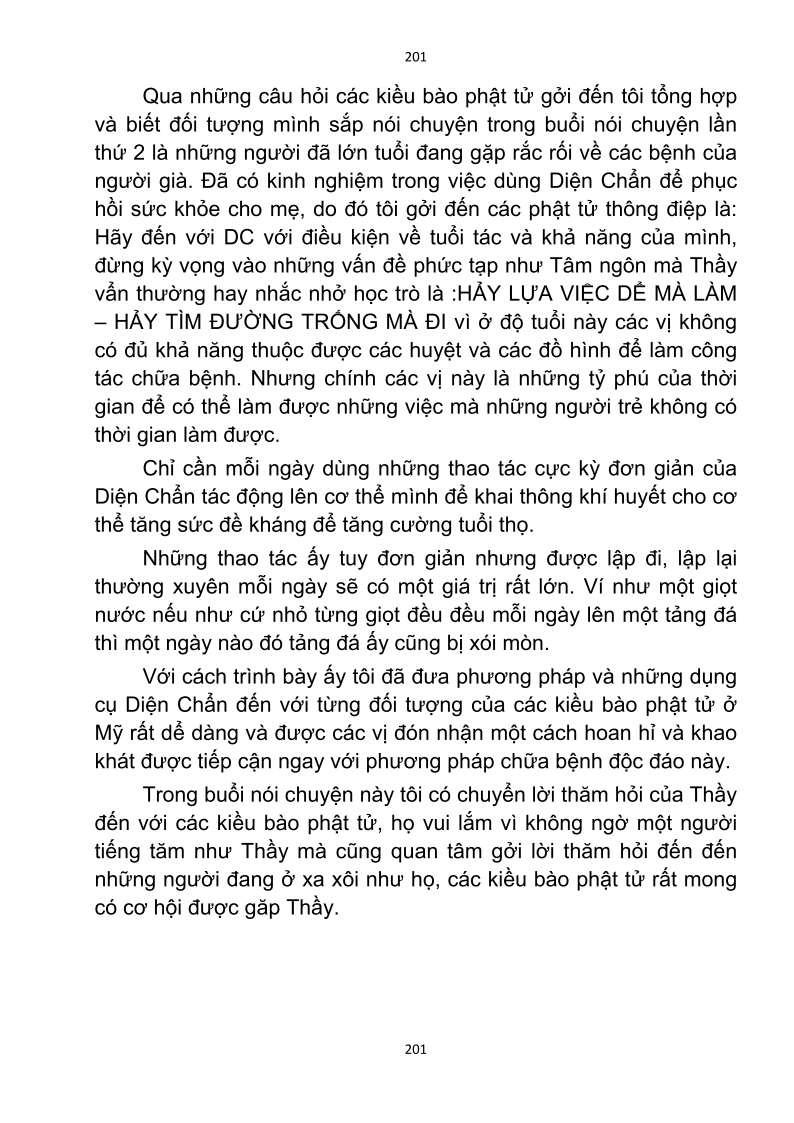 201
Qua những câu hỏi các kiều bào phật tử gởi đến tôi tổng hợp
và biết đối tượng mình sắp nói chuyện trong buổi nói chuyện lần
thứ 2 là những người đã lớn tuổi đang gặp rắc rối về các bệnh của
người già. Đã có kinh nghiệm trong việc dùng Diện Chẩn để phục
hồi sức khỏe cho mẹ, do đó tôi gởi đến các phật tử thông điệp là:
Hãy đến với DC với điều kiện về tuổi tác và khả năng của mình,
đừng kỳ vọng vào những vấn đề phức tạp như Tâm ngôn mà Thầy
vẩn thường hay nhắc nhở học trò là :HẢY LỰA VIỆC DỂ MÀ LÀM
– HẢY TÌM ĐƯỜNG TRỐNG MÀ ĐI vì ở độ tuổi này các vị không
có đủ khả năng thuộc được các huyệt và các đồ hình để làm công
tác chữa bệnh. Nhưng chính các vị này là những tỷ phú của thời
gian để có thể làm được những việc mà những người trẻ không có
thời gian làm được.
Chỉ cần mỗi ngày dùng những thao tác cực kỳ đơn giản của
Diện Chẩn tác động lên cơ thể mình để khai thông khí huyết cho cơ
thể tăng sức đề kháng để tăng cường tuổi thọ.
Những thao tác ấy tuy đơn giản nhưng được lập đi, lập lại
thường xuyên mỗi ngày sẽ có một giá trị rất lớn. Ví như một giọt
nước nếu như cứ nhỏ từng giọt đều đều mỗi ngày lên một tảng đá
thì một ngày nào đó tảng đá ấy cũng bị xói mòn.
Với cách trình bày ấy tôi đã đưa phương pháp và những dụng
cụ Diện Chẩn đến với từng đối tượng của các kiều bào phật tử ở
Mỹ rất dể dàng và được các vị đón nhận một cách hoan hỉ và khao
khát được tiếp cận ngay với phương pháp chữa bệnh độc đáo này.
Trong buổi nói chuyện này tôi có chuyển lời thăm hỏi của Thầy
đến với các kiều bào phật tử, họ vui lắm vì không ngờ một người
tiếng tăm như Thầy mà cũng quan tâm gởi lời thăm hỏi đến đến
những người đang ở xa xôi như họ, các kiều bào phật tử rất mong
có cơ hội được găp Thầy.
201